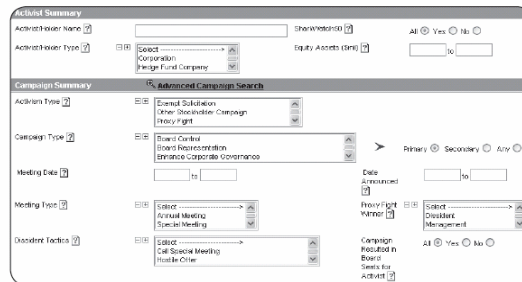 Activist Summary
Activist/Holder Name [?]
SharkWatch50 [?]
All Yes No
Activist/Holder Type [?]
Select -------------->
Corporation
Hedge Fund Company
Equity Assets ($mil) [?]
to
Campaign Summary
Advanced Campaign Search
Activism Type [?]
Exempt Solicitation
Other Stockholder Campaign
Proxy Fight
Campaign Type [?]
Board Control
Board Representation
Enhance Corporate Governance
Primary Secondary Any
Meeting Date [?]
to
Date Announced [?]
to
Meeting Type [?]
Select -------------->
Annual Meeting
Special Meeting
Proxy Fight Winner [?]
Select -------------->
Dissident
Management
Dissident Tactics [?]
Select -------------->
Call Special Meeting
Hostile Offer
Campaign Resulted in Board Seats for Activist [?]
All Yes No